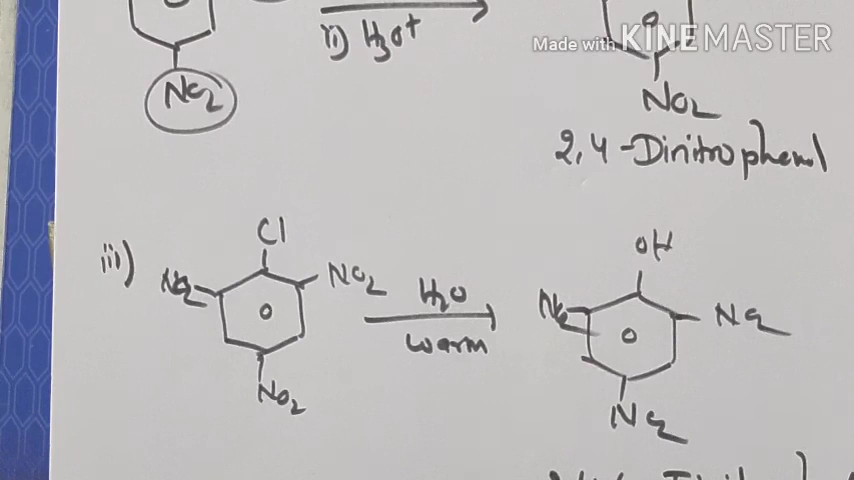 ii) H3O+
Made with KINEMASTER
NO2
NO2
2,4-Dinitrophenol
iii)
Cl
OH
NO2
NO2
H2O
NO2
NO2
warm
NO2
NO2